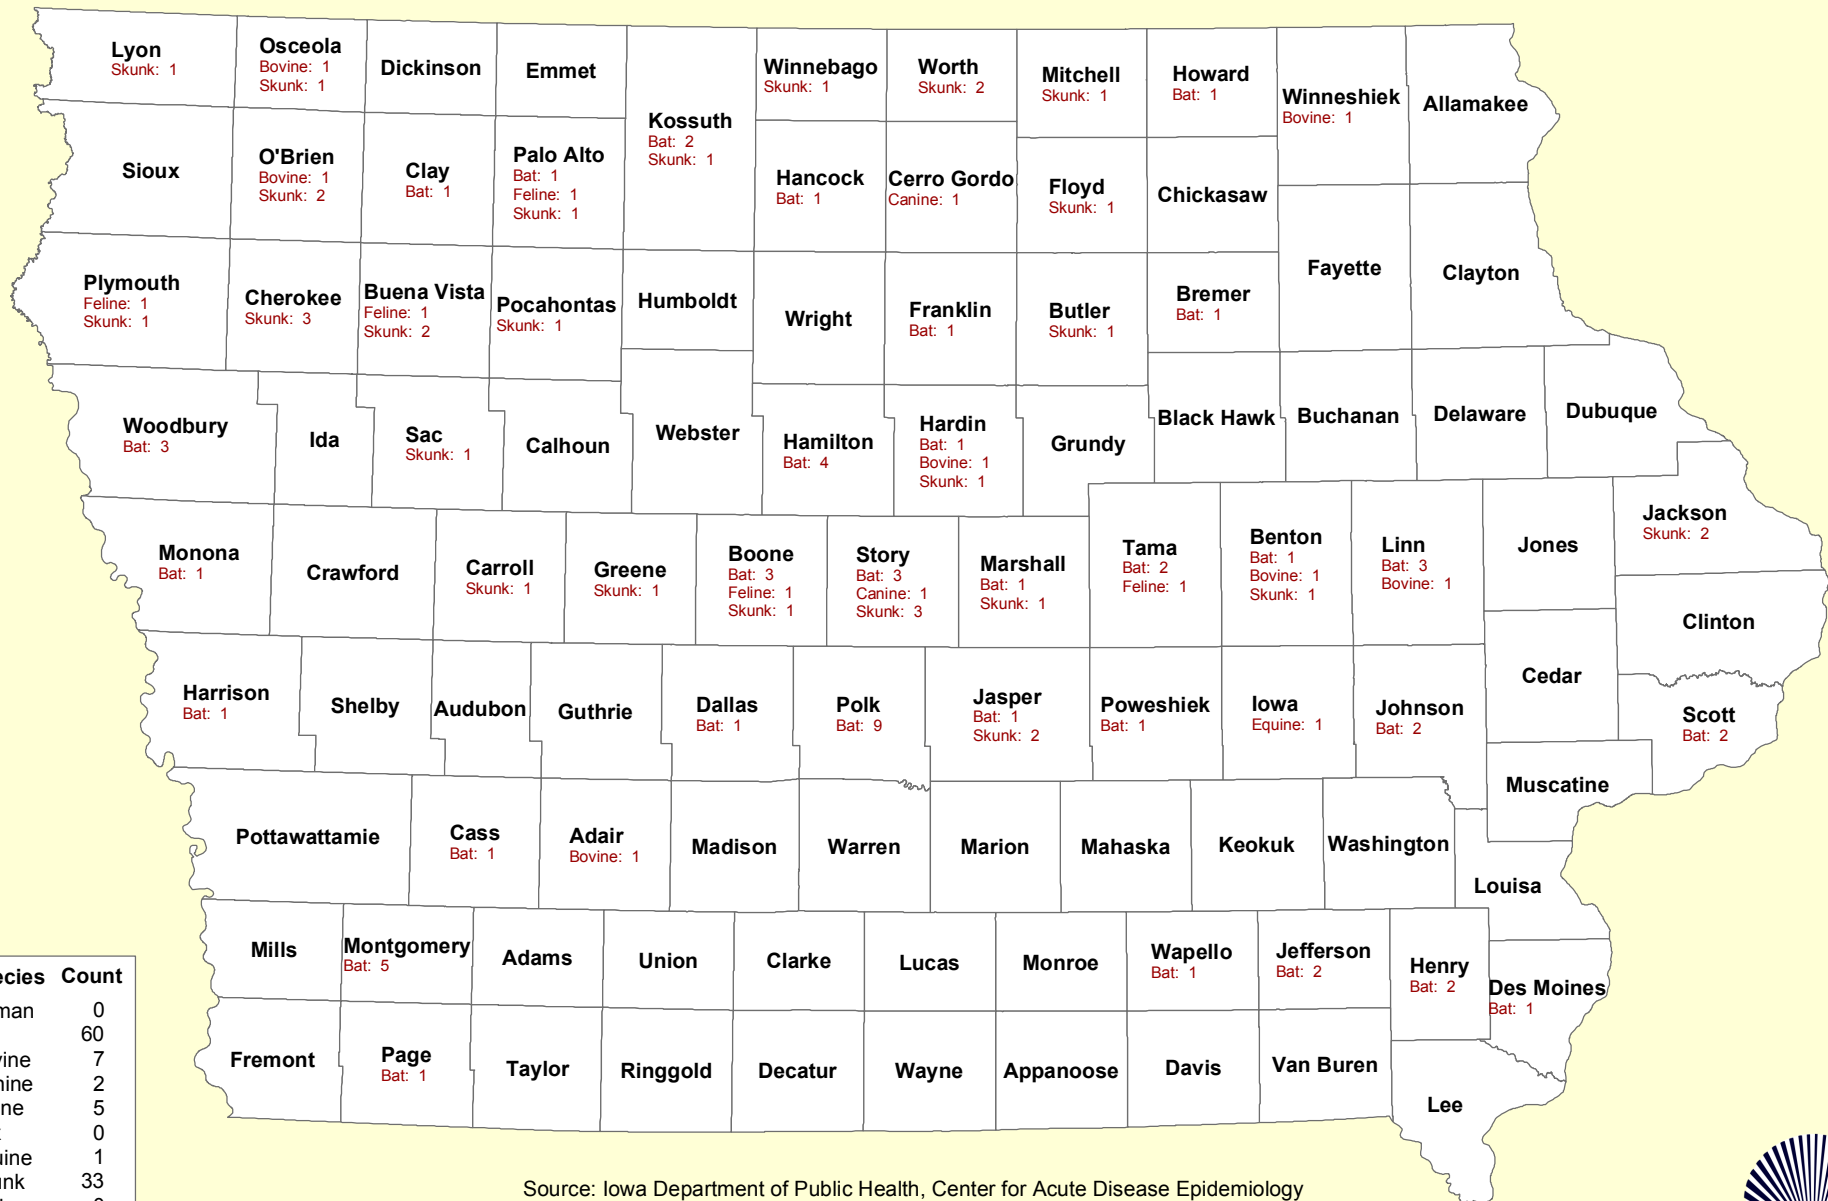 Lyon
Skunk: 1
Osceola
Bovine: 1
Skunk: 1
Dickinson
Emmet
Kossuth
Bat: 2
Skunk: 1
Winnebago
Skunk: 1
Worth
Skunk: 2
Mitchell
Skunk: 1
Howard
Bat: 1
Winneshiek
Bovine: 1
Allamakee
Sioux
O'Brien
Bovine: 1
Skunk: 2
Clay
Bat: 1
Palo Alto
Bat: 1
Feline: 1
Skunk: 1
Hancock
Bat: 1
Cerro Gordo
Canine: 1
Floyd
Skunk: 1
Chickasaw
Fayette
Clayton
Plymouth
Feline: 1
Skunk: 1
Cherokee
Skunk: 3
Buena Vista
Feline: 1
Skunk: 2
Pocahontas
Skunk: 1
Humboldt
Wright
Franklin
Bat: 1
Butler
Skunk: 1
Bremer
Bat: 1
Woodbury
Bat: 3
Ida
Sac
Skunk: 1
Calhoun
Webster
Hamilton
Bat: 4
Hardin
Bat: 1
Bovine: 1
Skunk: 1
Grundy
Black Hawk
Buchanan
Delaware
Dubuque
Monona
Bat: 1
Crawford
Carroll
Skunk: 1
Greene
Skunk: 1
Boone
Bat: 3
Feline: 1
Skunk: 1
Story
Bat: 3
Canine: 1
Skunk: 3
Marshall
Bat: 1
Skunk: 1
Tama
Bat: 2
Feline: 1
Benton
Bat: 1
Bovine: 1
Skunk: 1
Linn
Bat: 3
Bovine: 1
Jones
Jackson
Skunk: 2
Clinton
Harrison
Bat: 1
Shelby
Audubon
Guthrie
Dallas
Bat: 1
Polk
Bat: 9
Jasper
Bat: 1
Skunk: 2
Poweshiek
Bat: 1
Iowa
Equine: 1
Johnson
Bat: 2
Cedar
Scott
Bat: 2
Muscatine
Pottawattamie
Cass
Bat: 1
Adair
Bovine: 1
Madison
Warren
Marion
Mahaska
Keokuk
Washington
Louisa
Mills
Montgomery
Bat: 5
Adams
Union
Clarke
Lucas
Monroe
Wapello
Bat: 1
Jefferson
Bat: 2
Henry
Bat: 2
Des Moines
Bat: 1
Fremont
Page
Bat: 1
Taylor
Ringgold
Decatur
Wayne
Appanoose
Davis
Van Buren
Lee
ecies Count
man 0
60
vine 7
nine 2
ine 5
0
uine 1
unk 33
Source: Iowa Department of Public Health, Center for Acute Disease Epidemiology